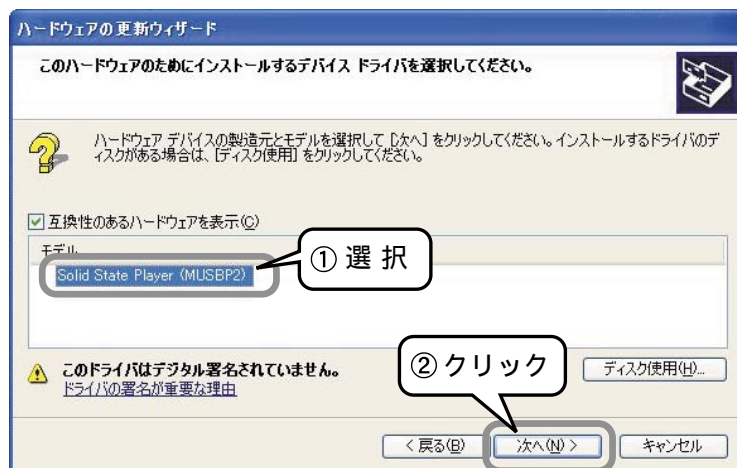 ハードウェアの更新ウィザード
このハードウェアのためにインストールするデバイス ドライバを選択してください。
ハードウェア デバイスの製造元とモデルを選択して [次へ] をクリックしてください。インストールするドライバのデ
ィスクがある場合は、[ディスク使用] をクリックしてください。
互換性のあるハードウェアを表示(C)
モデル
Solid State Player (MUSBP2)
① 選 択
このドライバはデジタル署名されていません。
ドライバの署名が重要な理由
② クリック
ディスク使用(H)...
< 戻る(B)
次へ(N) >
キャンセル